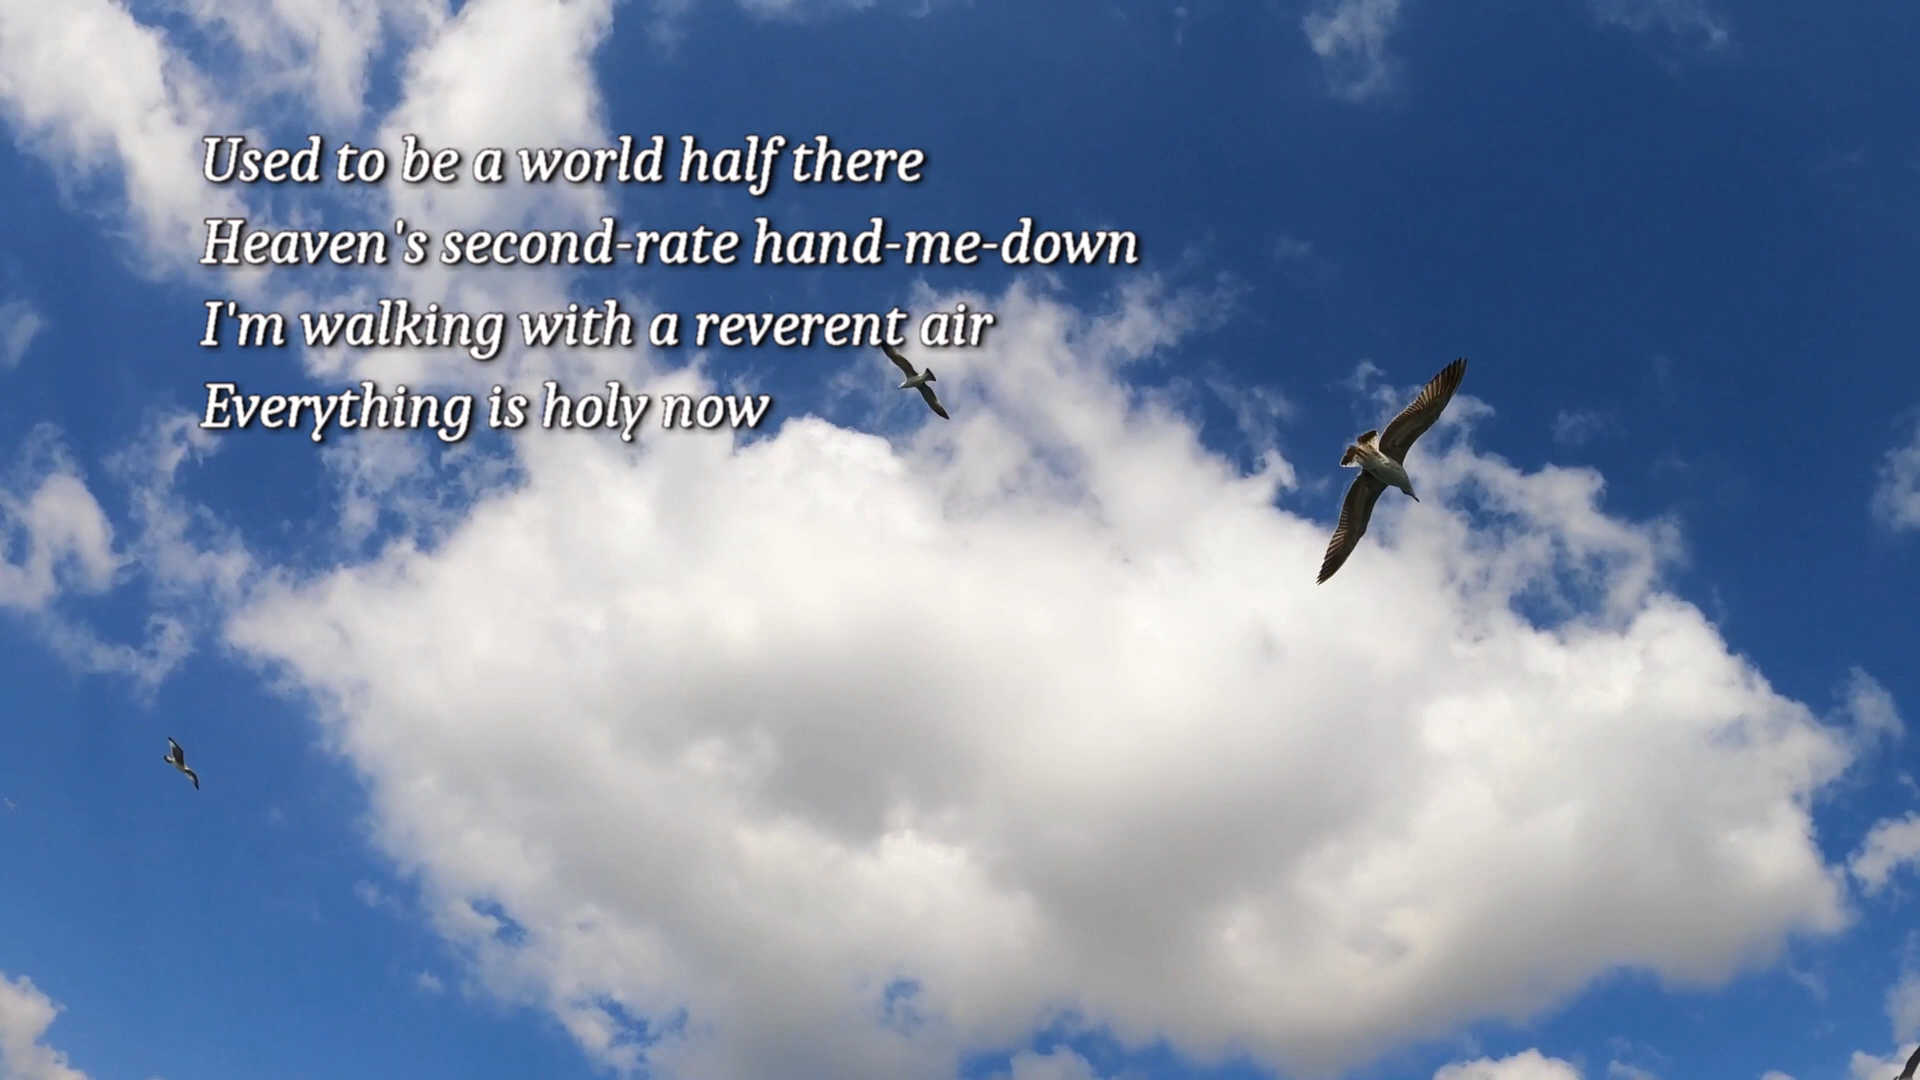 Used to be a world half there
Heaven's second-rate hand-me-down
I'm walking with a reverent air
Everything is holy now